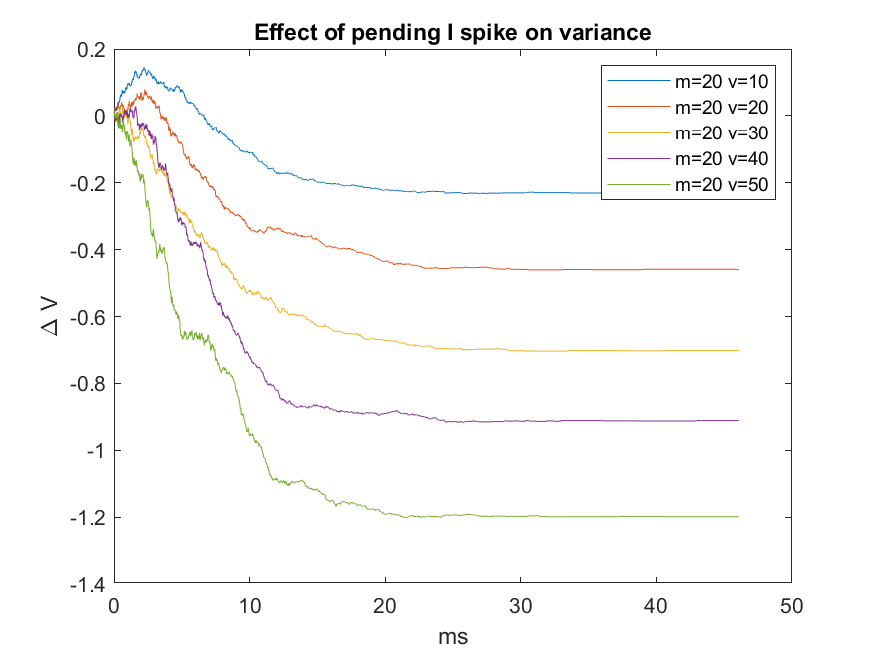 Effect of pending I spike on variance
0.2
0
-0.2
-0.4
-0.6
-0.8
-1
-1.2
-1.4
Δ V
m=20 v=10
m=20 v=20
m=20 v=30
m=20 v=40
m=20 v=50
0 10 20 30 40 50
ms